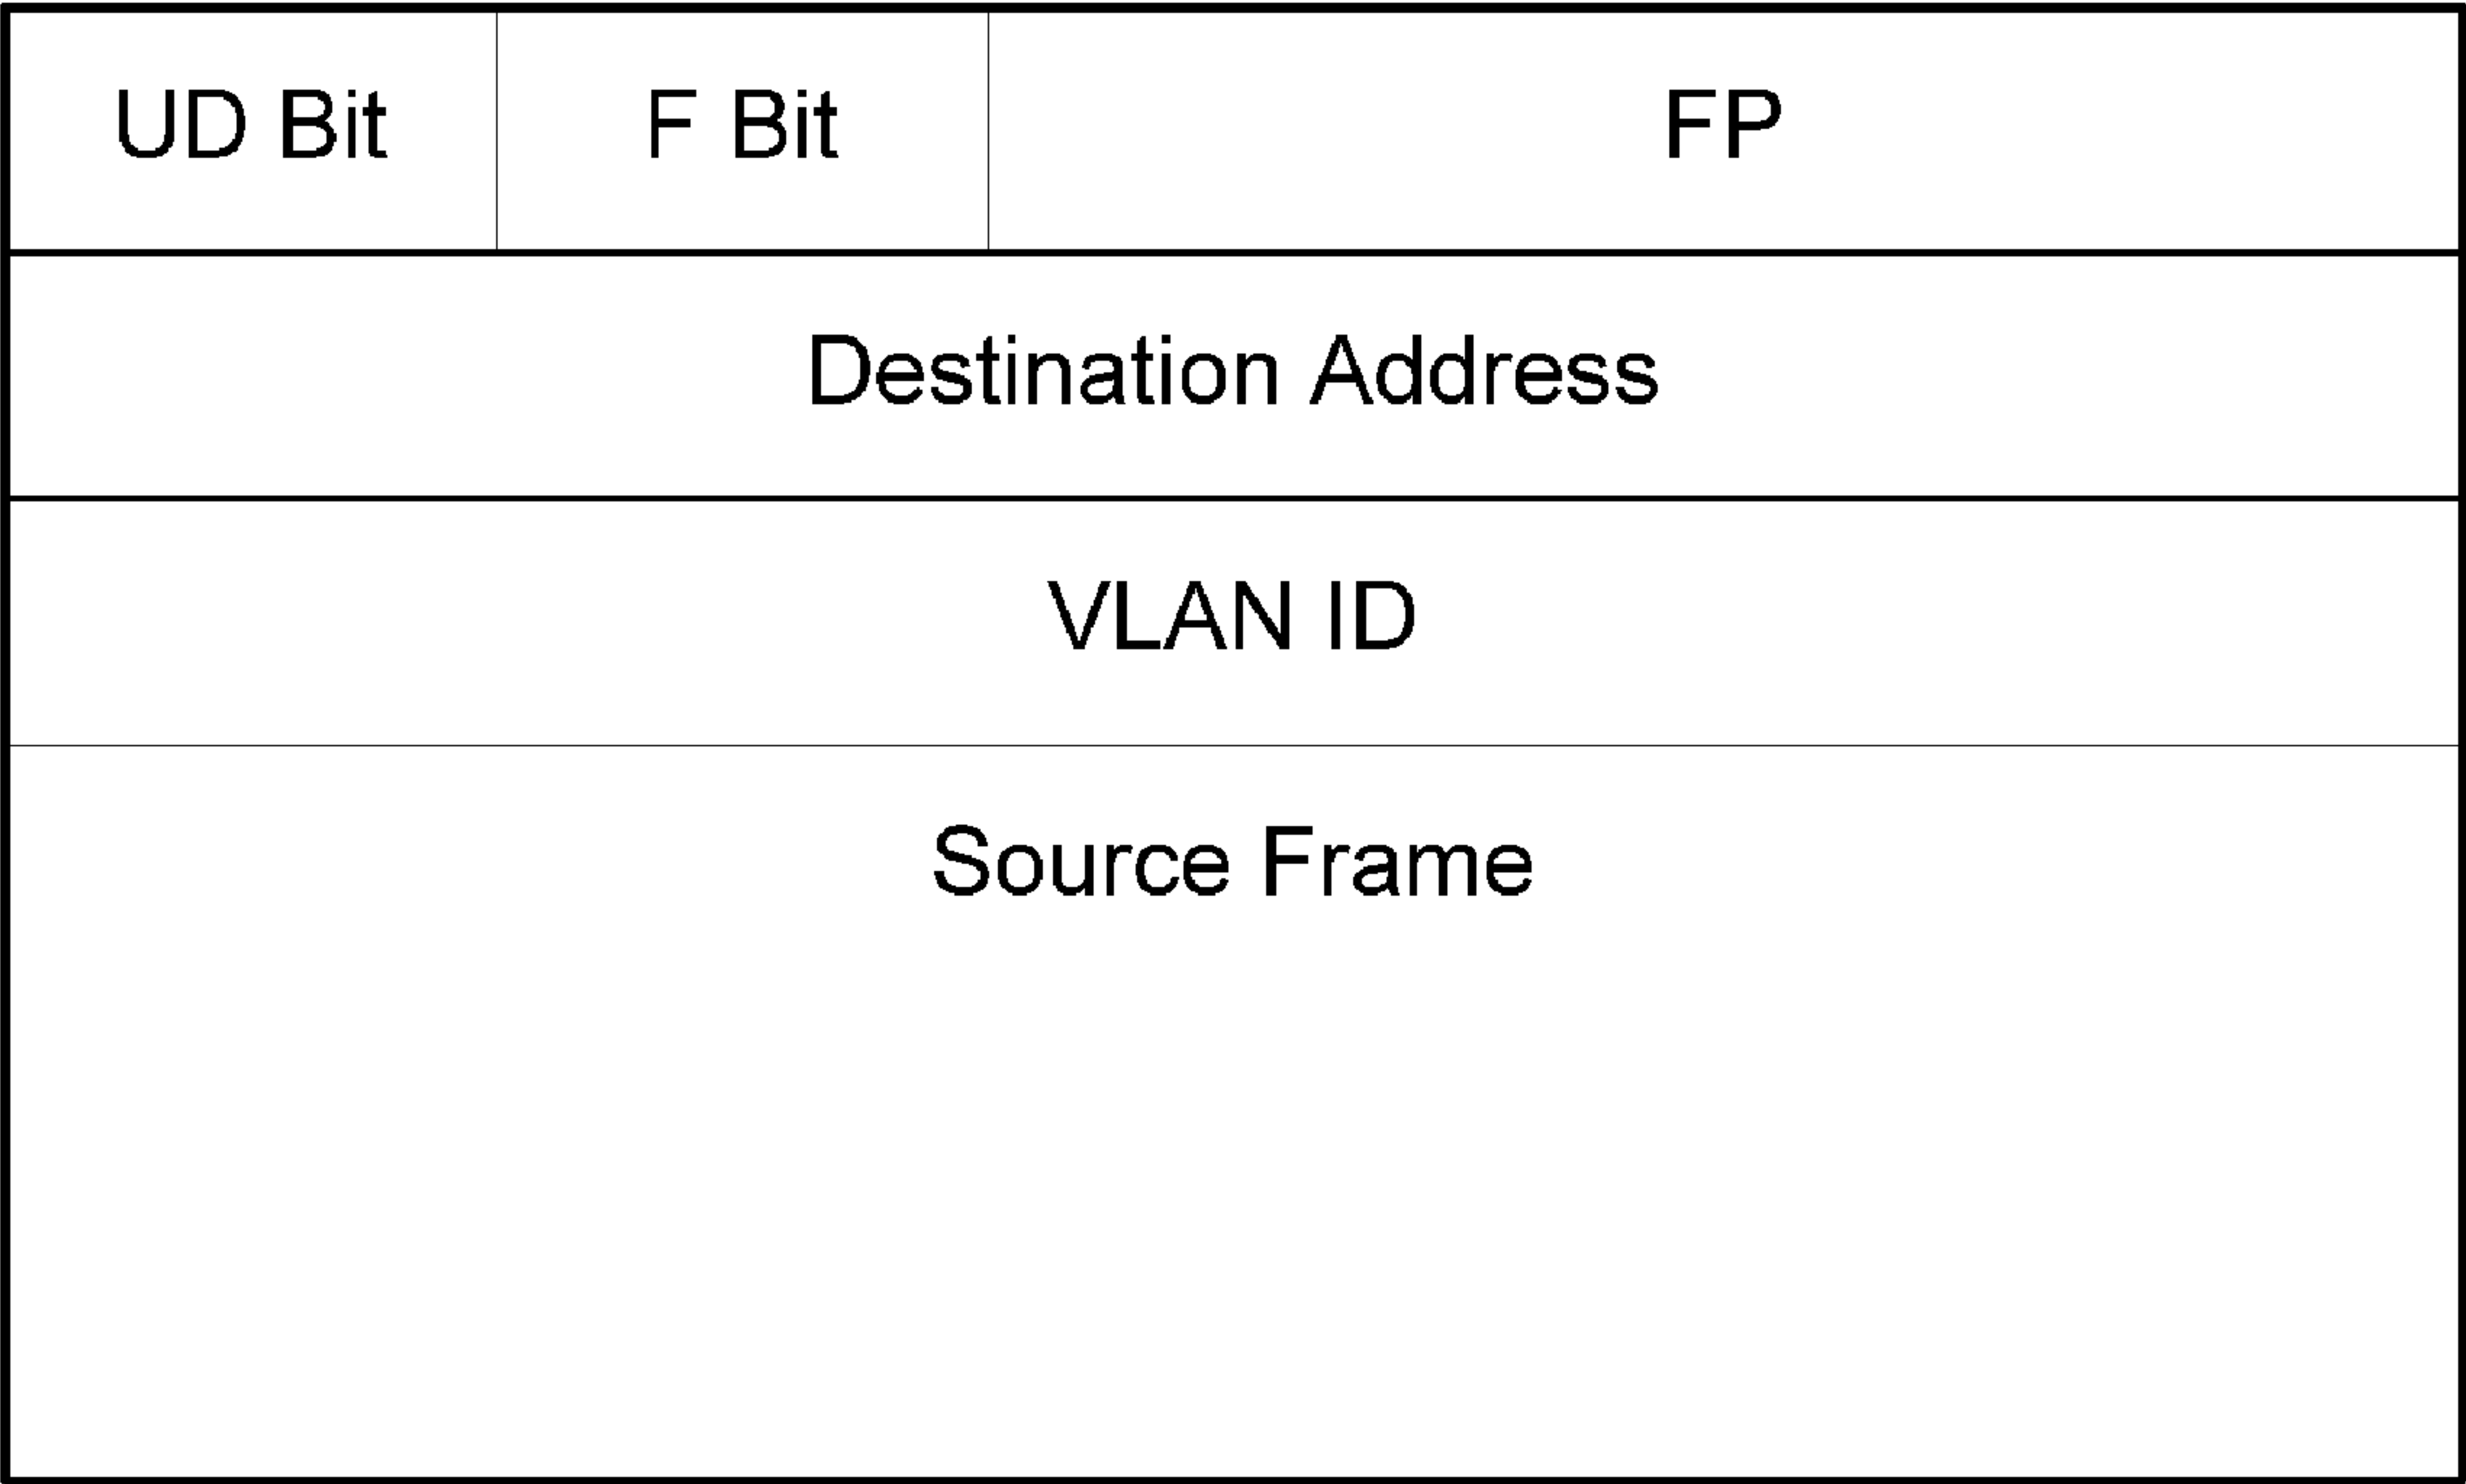 UD Bit F Bit FP
Destination Address
VLAN ID
Source Frame